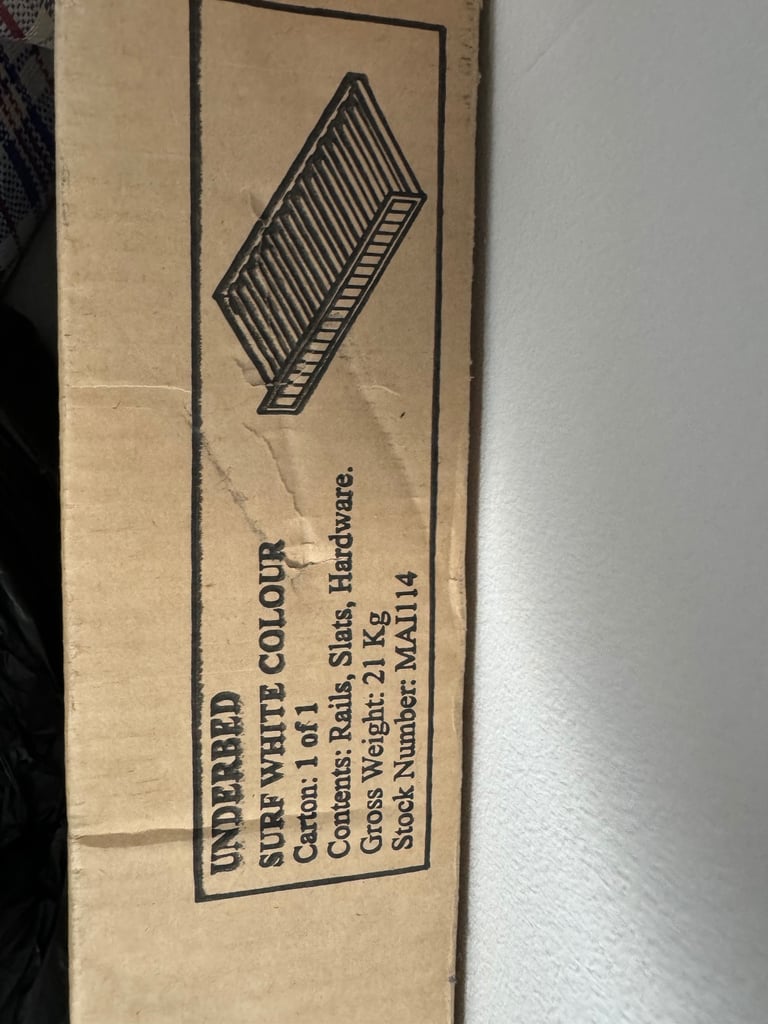 UNDERBED
SURF WHITE COLOUR
Carton: 1 of 1
Contents: Rails, Slats, Hardware.
Gross Weight: 21 Kg
Stock Number: MAI114